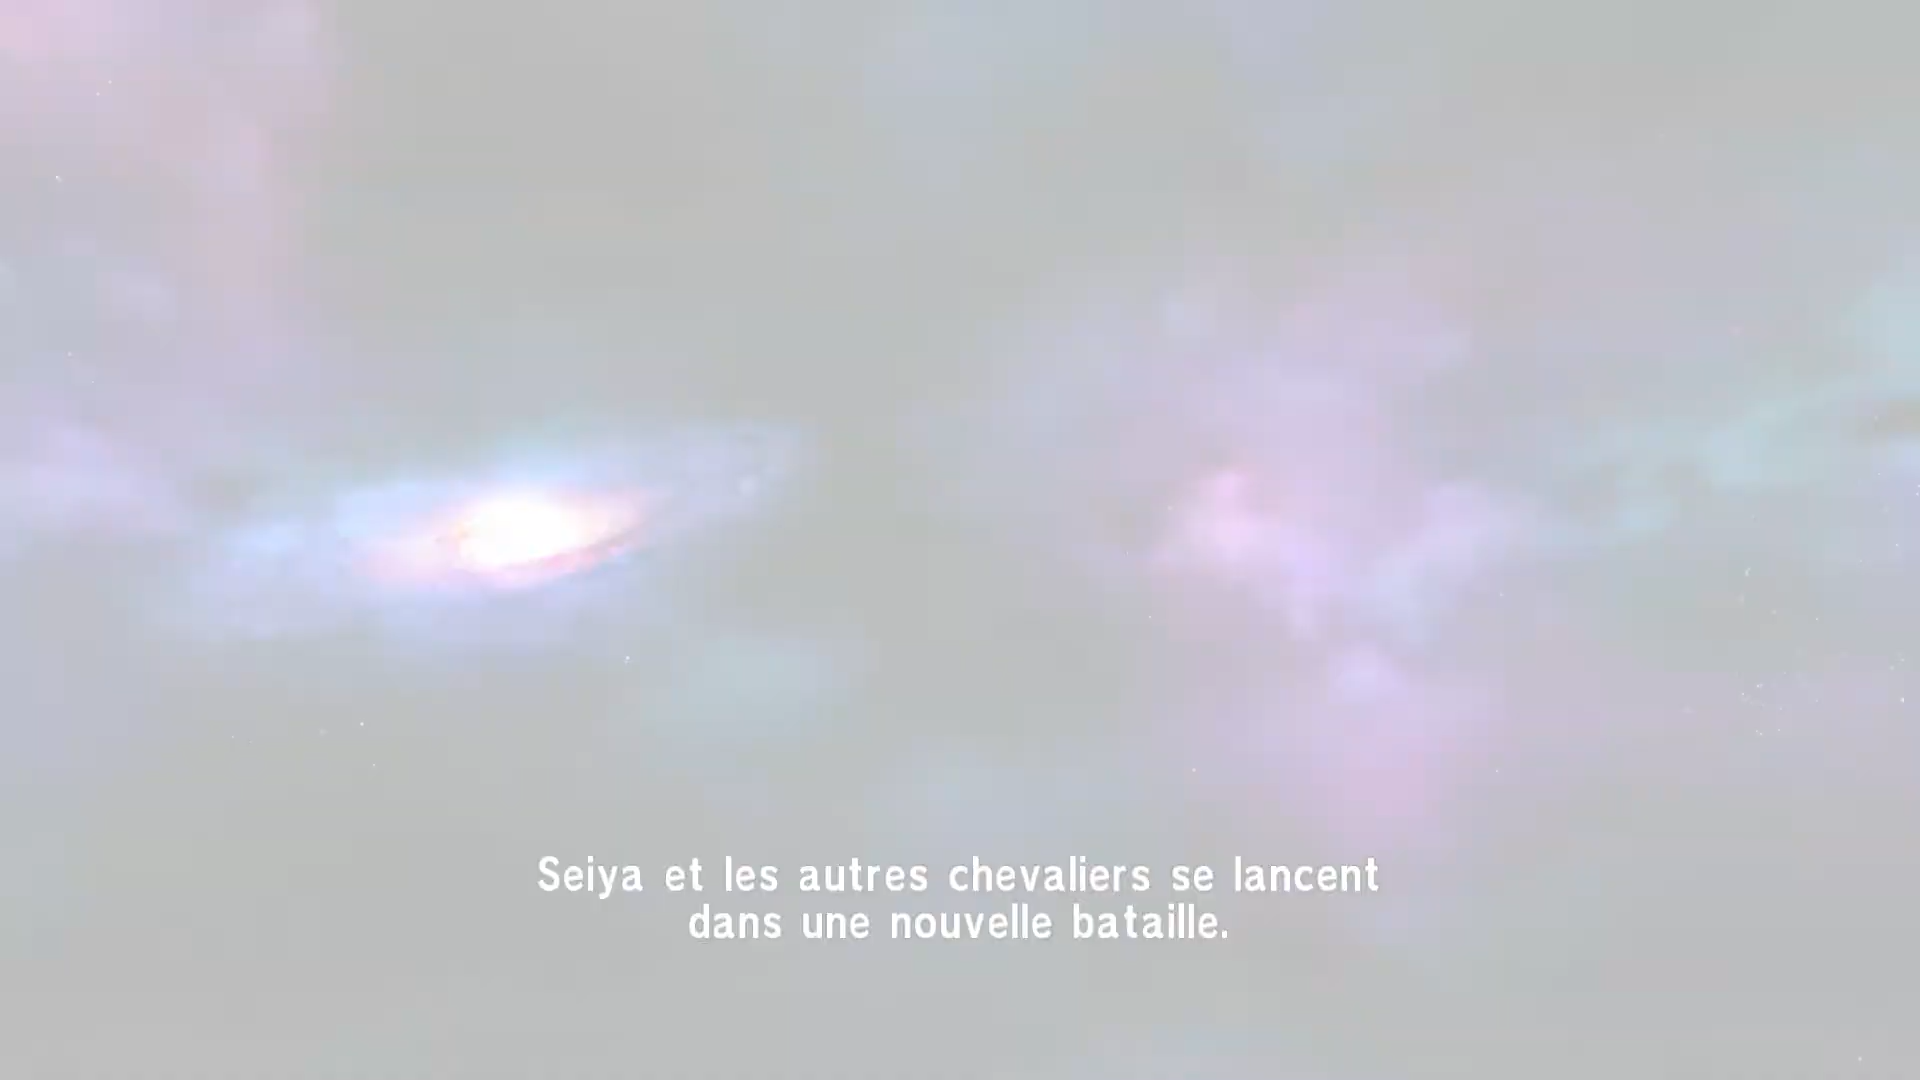 Seiya et les autres chevaliers se lancent
dans une nouvelle bataille.